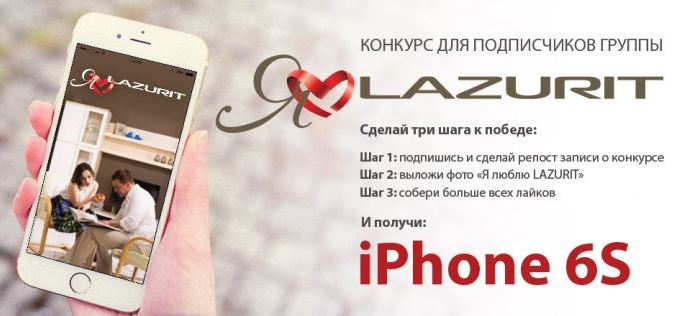 КОНКУРС ДЛЯ ПОДПИСЧИКОВ ГРУППЫ
Я LAZURIT
Сделай три шага к победе:
Шаг 1: подпишись и сделай репост записи о конкурсе
Шаг 2: выложи фото «Я люблю LAZURIT»
Шаг 3: собери больше всех лайков
И получи:
iPhone 6S
Я LAZURIT